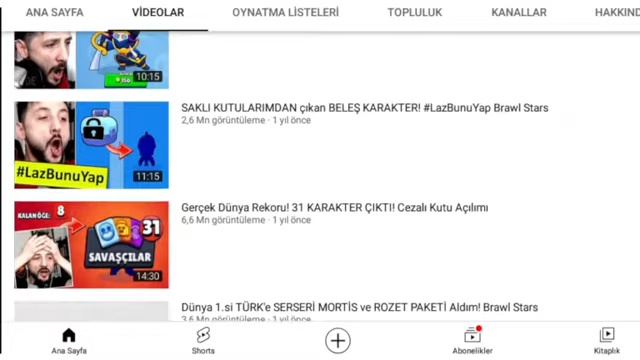 ANA SAYFA VİDEOLAR OYNATMA LİSTELERİ TOPLULUK KANALLAR HAKKIND
10:15
SAKLI KUTULARIMDAN çıkan BELEŞ KARAKTER! #LazBunuYap Brawl Stars
2,6 Mn görüntüleme · 1 yıl önce
#LazBunuYap
11:15
Gerçek Dünya Rekoru! 31 KARAKTER ÇIKTI! Cezalı Kutu Açılımı
6,6 Mn görüntüleme · 1 yıl önce
KALAN ÖGE: 8
31
SAVAŞÇILAR
14:30
Dünya 1.si TÜRK'e SERSERİ MORTİS ve ROZET PAKETİ Aldım! Brawl Stars
3,6 Mn görüntüleme · 1 yıl önce
Ana Sayfa Shorts Abonelikler Kitaplık